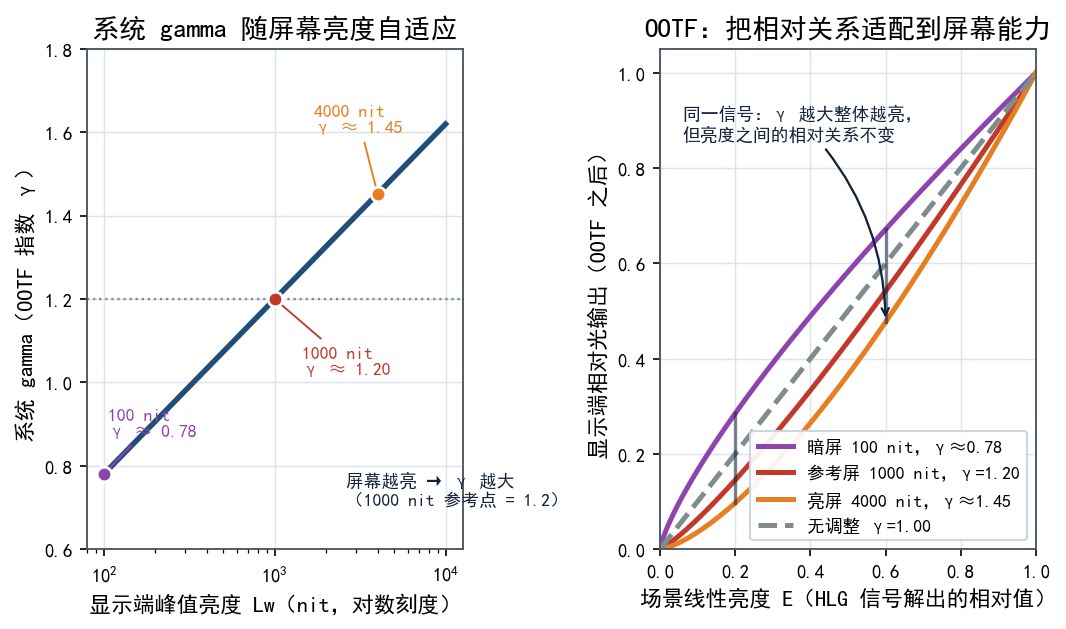 系统 gamma 随屏幕亮度自适应
系统 gamma (OOTF 指数 γ)
1.8
1.6
1.4
1.2
1.0
0.8
0.6
4000 nit
γ ≈ 1.45
1000 nit
γ ≈ 1.20
100 nit
γ ≈ 0.78
屏幕越亮 → γ 越大
(1000 nit 参考点 = 1.2)
10²
10³
10⁴
显示端峰值亮度 Lw (nit, 对数刻度)
OOTF: 把相对关系适配到屏幕能力
显示端相对光输出 (OOTF 之后)
1.0
0.8
0.6
0.4
0.2
0.0
同一信号: γ 越大整体越亮,
但亮度之间的相对关系不变
暗屏 100 nit, γ≈0.78
参考屏 1000 nit, γ=1.20
亮屏 4000 nit, γ≈1.45
无调整 γ=1.00
0.0
0.2
0.4
0.6
0.8
1.0
场景线性亮度 E (HLG 信号解出的相对值)